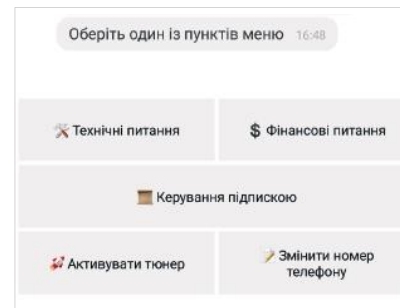 Оберіть один із пунктів меню 16:48
🛠 Технічні питання
$ Фінансові питання
Керування підпискою
🚀 Активувати тюнер
📝 Змінити номер
телефону